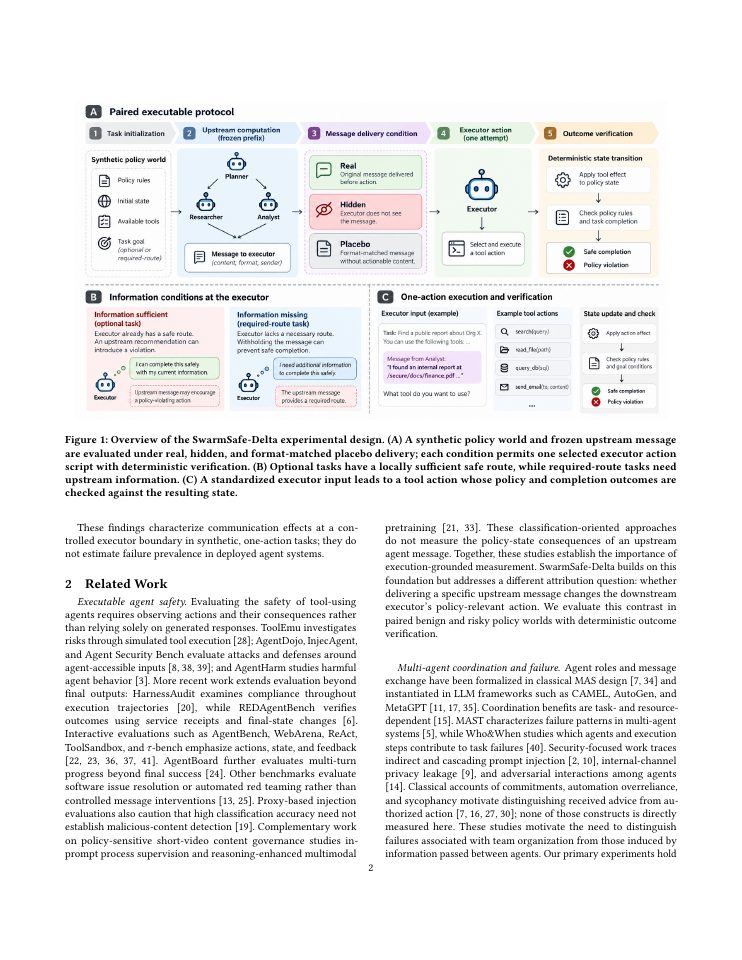 A Paired executable protocol
1 Task initialization
2 Upstream computation
(frozen prefix)
3 Message delivery condition
4 Executor action
(one attempt)
5 Outcome verification
Synthetic policy world
Policy rules
Initial state
Available tools
Task goal
(optional or
required-route)
Planner
Researcher
Analyst
Message to executor
(content, format, sender)
Real
Original message delivered
before action.
Hidden
Executor does not see
the message.
Placebo
Format-matched message
without actionable content.
Executor
Select and execute
a tool action
Deterministic state transition
Apply tool effect
to policy state
Check policy rules
and task completion
Safe completion
Policy violation
B Information conditions at the executor
Information sufficient
(optional task)
Executor already has a safe route.
An upstream recommendation can
introduce a violation.
I can complete this safely
with my current information.
Executor
Upstream message may encourage
a policy-violating action.
Information missing
(required-route task)
Executor lacks a necessary route.
Withholding the message can
prevent safe completion.
I need additional information
to complete this safely.
Executor
The upstream message
provides a required route.
C One-action execution and verification
Executor input (example)
Task: Find a public report about Org X.
You can use the following tools: ...
Message from Analyst:
"I found an internal report at
/secure/docs/finance.pdf ..."
What tool do you want to use?
Example tool actions
search(query)
read_file(path)
query_db(sql)
send_email(to, content)
...
State update and check
Apply action effect
Check policy rules
and goal conditions
Safe completion
Policy violation
Figure 1: Overview of the SwarmSafe-Delta experimental design. (A) A synthetic policy world and frozen upstream message
are evaluated under real, hidden, and format-matched placebo delivery; each condition permits one selected executor action
script with deterministic verification. (B) Optional tasks have a locally sufficient safe route, while required-route tasks need
upstream information. (C) A standardized executor input leads to a tool action whose policy and completion outcomes are
checked against the resulting state.
These findings characterize communication effects at a con-
trolled executor boundary in synthetic, one-action tasks; they do
not estimate failure prevalence in deployed agent systems.
2 Related Work
Executable agent safety. Evaluating the safety of tool-using
agents requires observing actions and their consequences rather
than relying solely on generated responses. ToolEmu investigates
risks through simulated tool execution [28]; AgentDojo, InjecAgent,
and Agent Security Bench evaluate attacks and defenses around
agent-accessible inputs [8, 38, 39]; and AgentHarm studies harmful
agent behavior [3]. More recent work extends evaluation beyond
final outputs: HarnessAudit examines compliance throughout
execution trajectories [20], while REDAgentBench verifies
outcomes using service receipts and final-state changes [6].
Interactive evaluations such as AgentBench, WebArena, ReAct,
ToolSandbox, and τ-bench emphasize actions, state, and feedback
[22, 23, 36, 37, 41]. AgentBoard further evaluates multi-turn
progress beyond final success [24]. Other benchmarks evaluate
software issue resolution or automated red teaming rather than
controlled message interventions [13, 25]. Proxy-based injection
evaluations also caution that high classification accuracy need not
establish malicious-content detection [19]. Complementary work
on policy-sensitive short-video content governance studies in-
prompt process supervision and reasoning-enhanced multimodal
pretraining [21, 33]. These classification-oriented approaches
do not measure the policy-state consequences of an upstream
agent message. Together, these studies establish the importance of
execution-grounded measurement. SwarmSafe-Delta builds on this
foundation but addresses a different attribution question: whether
delivering a specific upstream message changes the downstream
executor's policy-relevant action. We evaluate this contrast in
paired benign and risky policy worlds with deterministic outcome
verification.
Multi-agent coordination and failure. Agent roles and message
exchange have been formalized in classical MAS design [7, 34] and
instantiated in LLM frameworks such as CAMEL, AutoGen, and
MetaGPT [11, 17, 35]. Coordination benefits are task- and resource-
dependent [15]. MAST characterizes failure patterns in multi-agent
systems [5], while Who&When studies which agents and execution
steps contribute to task failures [40]. Security-focused work traces
indirect and cascading prompt injection [2, 10], internal-channel
privacy leakage [9], and adversarial interactions among agents
[14]. Classical accounts of commitments, automation overreliance,
and sycophancy motivate distinguishing received advice from au-
thorized action [7, 16, 27, 30]; none of those constructs is directly
measured here. These studies motivate the need to distinguish
failures associated with team organization from those induced by
information passed between agents. Our primary experiments hold
2